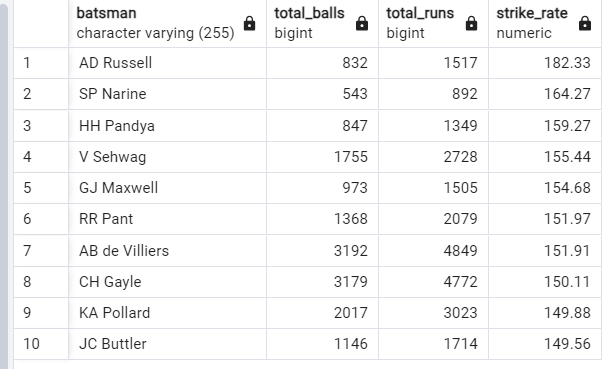 batsman total_balls total_runs strike_rate
character varying (255) bigint bigint numeric
1 AD Russell 832 1517 182.33
2 SP Narine 543 892 164.27
3 HH Pandya 847 1349 159.27
4 V Sehwag 1755 2728 155.44
5 GJ Maxwell 973 1505 154.68
6 RR Pant 1368 2079 151.97
7 AB de Villiers 3192 4849 151.91
8 CH Gayle 3179 4772 150.11
9 KA Pollard 2017 3023 149.88
10 JC Buttler 1146 1714 149.56